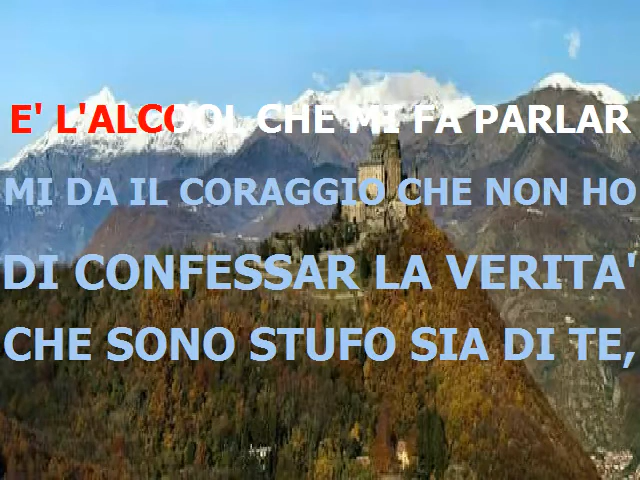 E' L'ALCOOL CHE MI FA PARLAR
MI DA IL CORAGGIO CHE NON HO
DI CONFESSAR LA VERITA'
CHE SONO STUFO SIA DI TE,